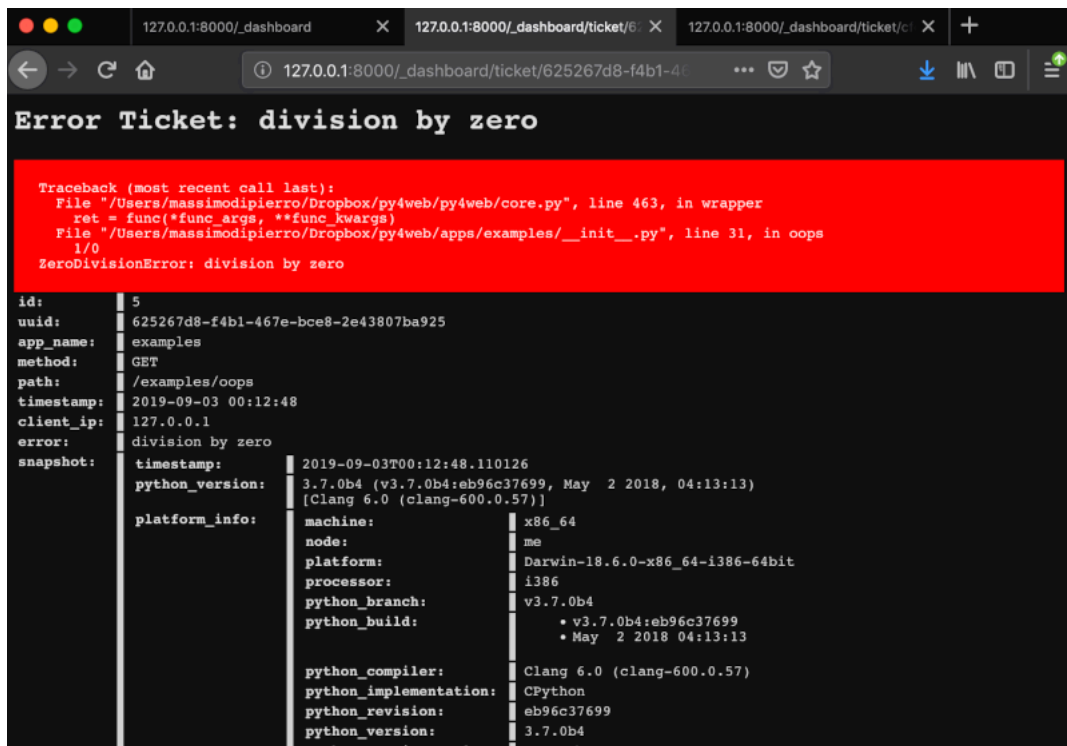 127.0.0.1:8000/_dashboard
127.0.0.1:8000/_dashboard/ticket/6
127.0.0.1:8000/_dashboard/ticket/c
127.0.0.1:8000/_dashboard/ticket/625267d8-f4b1-46
Error Ticket: division by zero
Traceback (most recent call last):
File "/Users/massimodipierro/Dropbox/py4web/py4web/core.py", line 463, in wrapper
ret = func(*func_args, **func_kwargs)
File "/Users/massimodipierro/Dropbox/py4web/apps/examples/__init__.py", line 31, in oops
1/0
ZeroDivisionError: division by zero
id: 5
uuid: 625267d8-f4b1-467e-bce8-2e43807ba925
app_name: examples
method: GET
path: /examples/oops
timestamp: 2019-09-03 00:12:48
client_ip: 127.0.0.1
error: division by zero
snapshot: timestamp: 2019-09-03T00:12:48.110126
python_version: 3.7.0b4 (v3.7.0b4:eb96c37699, May  2 2018, 04:13:13)
[Clang 6.0 (clang-600.0.57)]
platform_info: machine: x86_64
node: me
platform: Darwin-18.6.0-x86_64-i386-64bit
processor: i386
python_branch: v3.7.0b4
python_build: • v3.7.0b4:eb96c37699
• May  2 2018 04:13:13
python_compiler: Clang 6.0 (clang-600.0.57)
python_implementation: CPython
python_revision: eb96c37699
python_version: 3.7.0b4